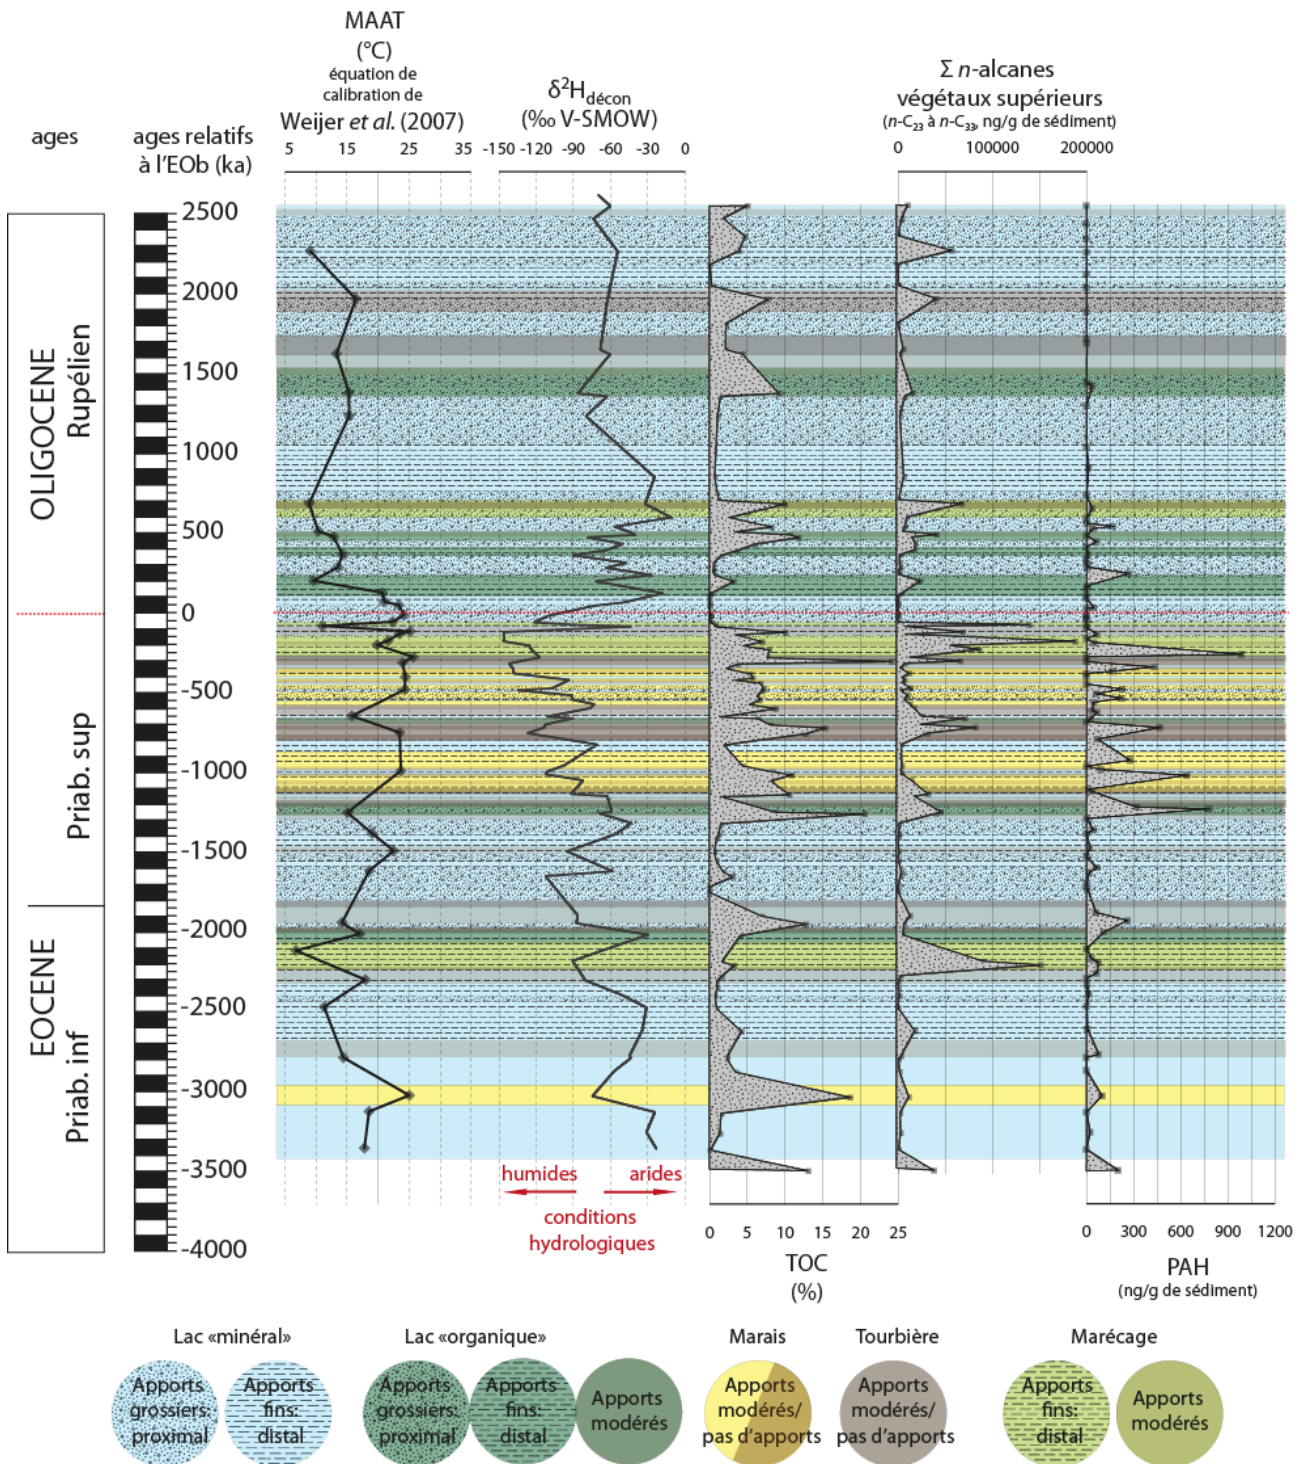 MAAT
(°C)
équation de
calibration de
Weijer et al. (2007)
δ²H décon
(‰ V-SMOW)
Σ n-alcanes
végétaux supérieurs
(n-C23 à n-C33, ng/g de sédiment)
ages
ages relatifs
à l'EOb (ka)
5 15 25 35
-150 -120 -90 -60 -30 0
0 100000 200000
2500
2000
1500
1000
500
0
-500
-1000
-1500
-2000
-2500
-3000
-3500
-4000
OLIGOCENE
Rupélien
EOCENE
Priab. sup
Priab. inf
humides arides
conditions
hydrologiques
0 5 10 15 20 25
TOC
(%)
0 300 600 900 1200
PAH
(ng/g de sédiment)
Lac «minéral» Lac «organique» Marais Tourbière Marécage
Apports
grossiers:
proximal
Apports
fins:
distal
Apports
grossiers:
proximal
Apports
fins:
distal
Apports
modérés
Apports
modérés/
pas d'apports
Apports
modérés/
pas d'apports
Apports
fins:
distal
Apports
modérés